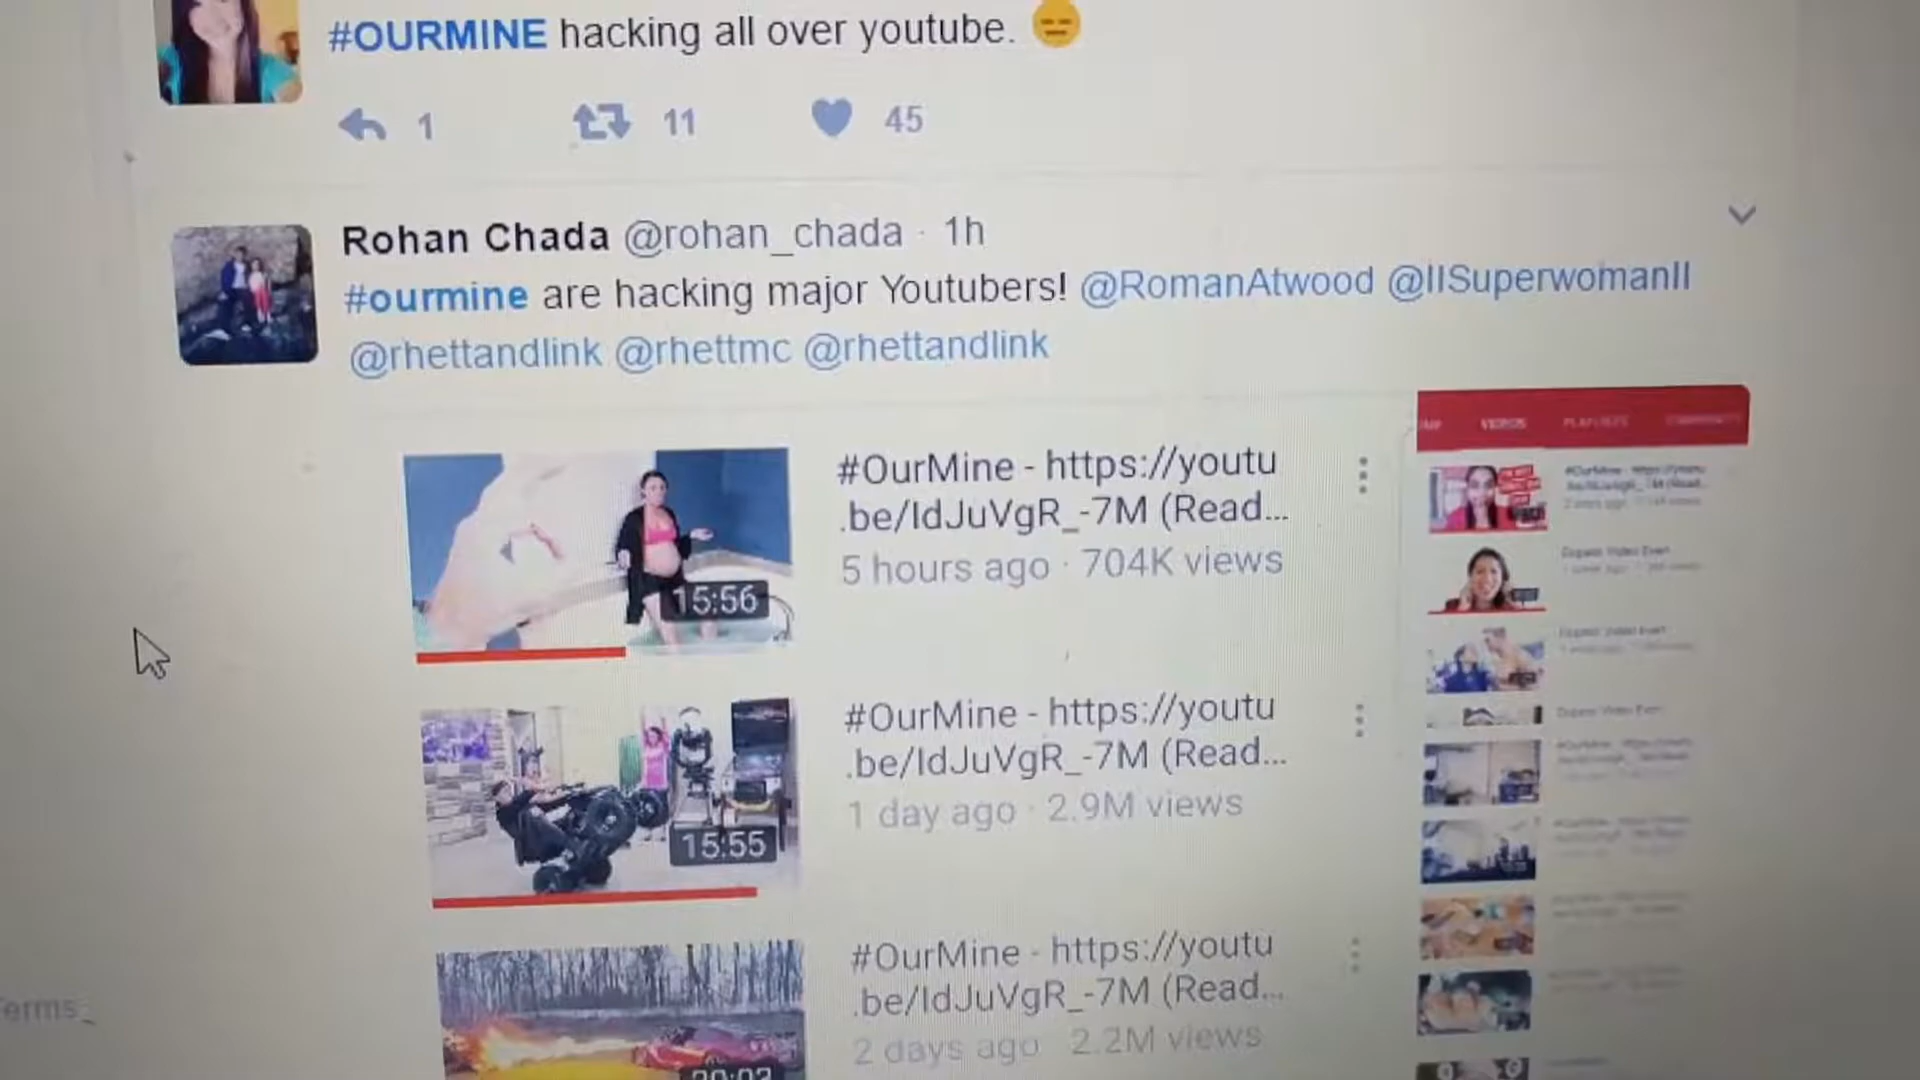 #OURMINE hacking all over youtube.
1 11 45
Rohan Chada @rohan_chada · 1h
#ourmine are hacking major Youtubers! @RomanAtwood @IISuperwomanII
@rhettandlink @rhettmc @rhettandlink
#OurMine - https://youtu
.be/IdJuVgR_-7M (Read...
5 hours ago · 704K views
15:56
#OurMine - https://youtu
.be/IdJuVgR_-7M (Read...
1 day ago · 2.9M views
15:55
#OurMine - https://youtu
.be/IdJuVgR_-7M (Read...
2 days ago · 2.2M views
VIDEOS PLAYLISTS COMMUNITY